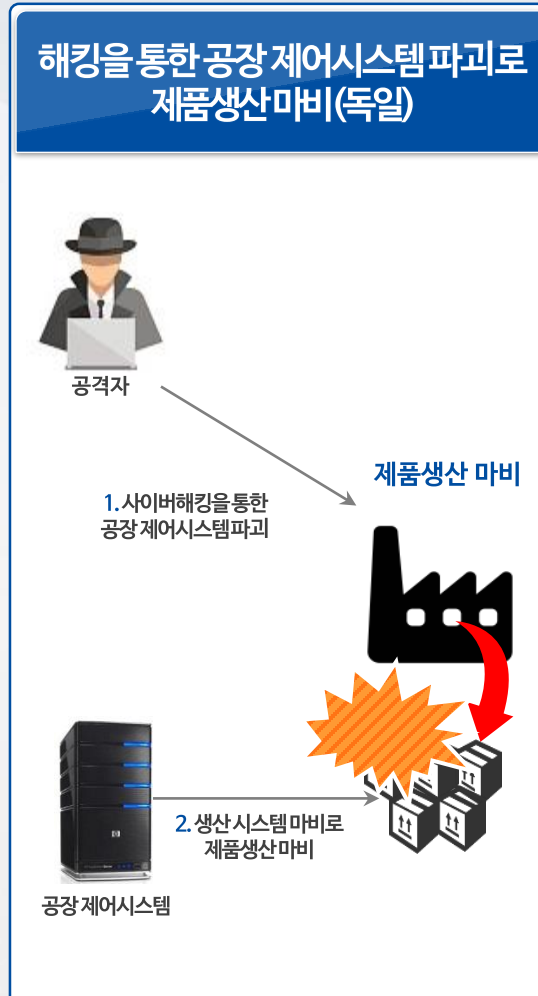 해킹을 통한 공장 제어시스템 파괴로
제품생산 마비(독일)
공격자
제품생산 마비
1. 사이버해킹을 통한
공장 제어시스템 파괴
2. 생산 시스템 마비로
제품생산 마비
공장 제어시스템